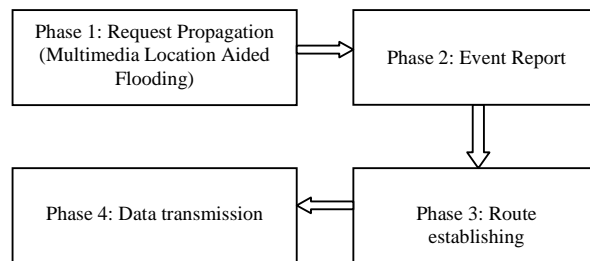 Phase 1: Request Propagation
(Multimedia Location Aided
Flooding)
Phase 2: Event Report
Phase 3: Route
establishing
Phase 4: Data transmission